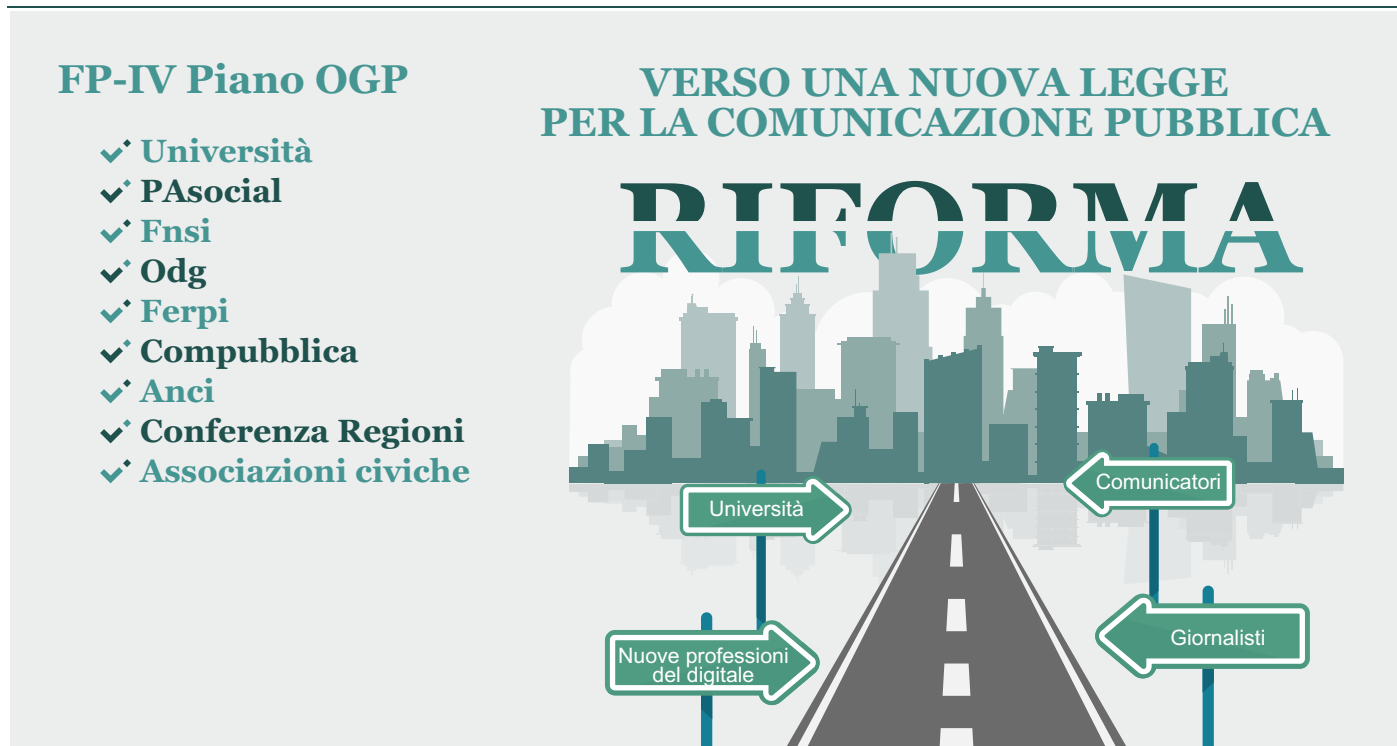 FP-IV Piano OGP
Università
PAsocial
Fnsi
Odg
Ferpi
Compubblica
Anci
Conferenza Regioni
Associazioni civiche
VERSO UNA NUOVA LEGGE
PER LA COMUNICAZIONE PUBBLICA
RIFORMA
Università
Comunicatori
Nuove professioni
del digitale
Giornalisti